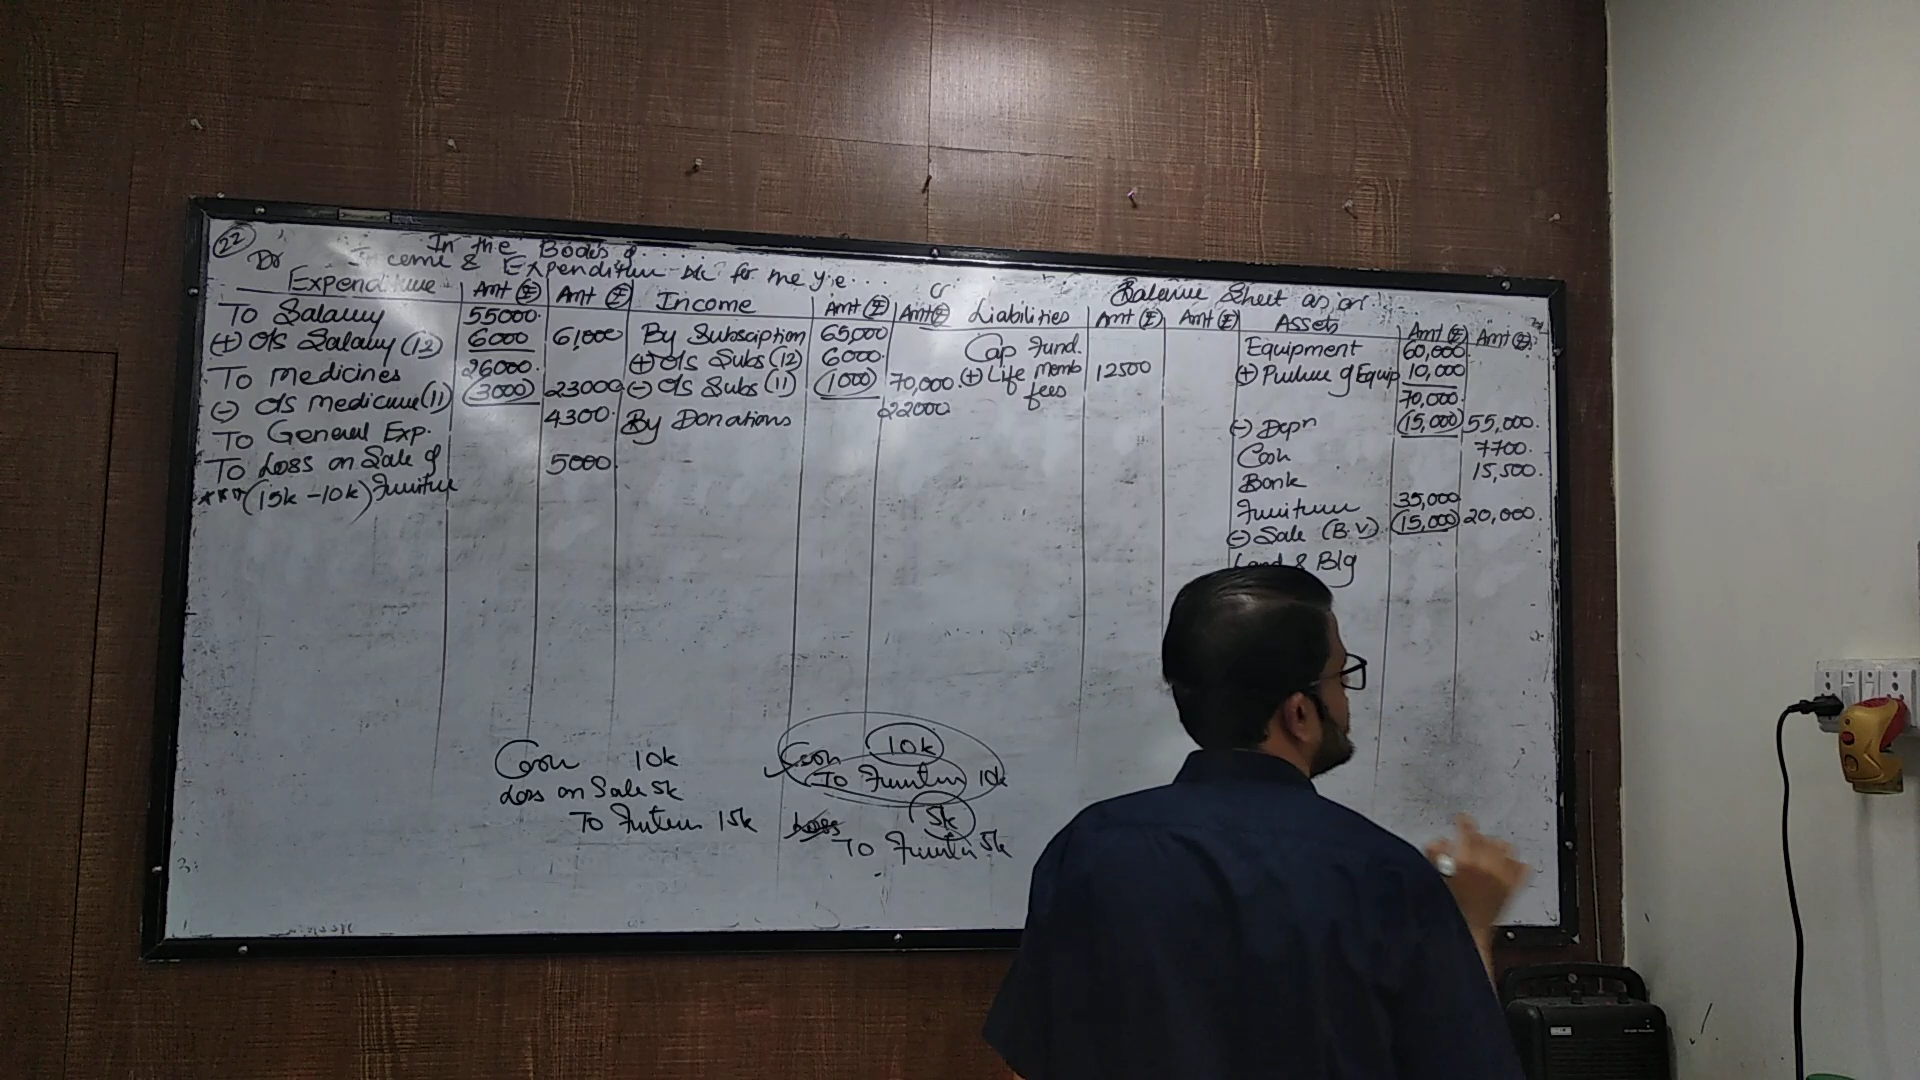 22
In the Books of.....
Dr Income & Expenditure A/c for the y.e... Cr
Expenditure Amt (₹) Amt (₹) Income Amt (₹) Amt (₹)
To Salary 55000
(+) O/s Salary (12) 6000 61,000
To Medicines 26000
(-) O/s medicine (11) (3000) 23000
To General Exp. 4300
To Loss on Sale of 5000
*** (15k -10k) Furniture
By Subscription 65,000
(+) O/s Subs (12) 6000
(-) O/s Subs (11) (1000) 70,000
By Donations 22000
Balance Sheet as on
Liabilities Amt (₹) Amt (₹) Assets Amt (₹) Amt (₹)
Cap Fund.
(+) Life memb 12500
fees
Equipment 60,000
(+) Purchase of Equip 10,000
70,000
(-) Depn (15,000) 55,000
Cash 7700
Bank 15,500
Furniture 35,000
(-) Sale (B.V) (15,000) 20,000
Land & Blg
Cash 10k
Loss on Sale 5k
To Furniture 15k
Cash 10k
To Furniture 10k
Loss 5k
To Furniture 5k